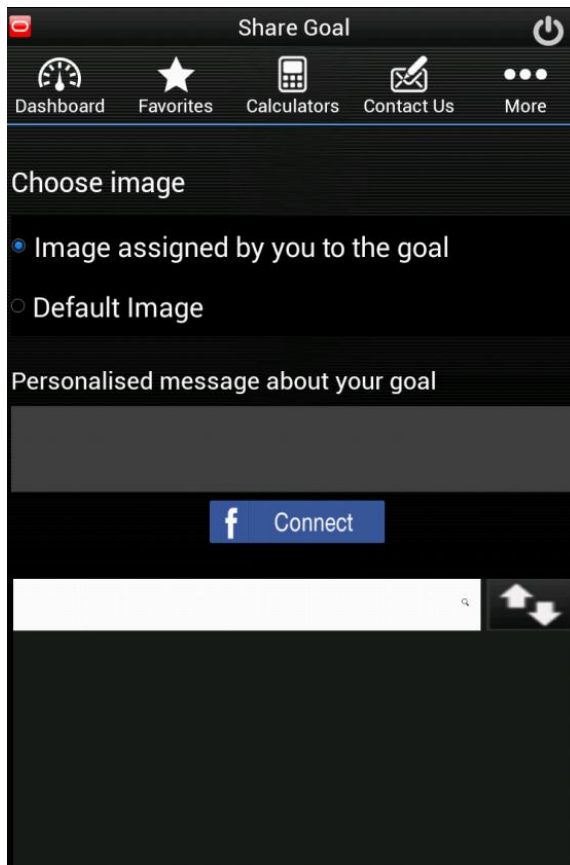 Share Goal
Dashboard Favorites Calculators Contact Us More
Choose image
Image assigned by you to the goal
Default Image
Personalised message about your goal
f Connect